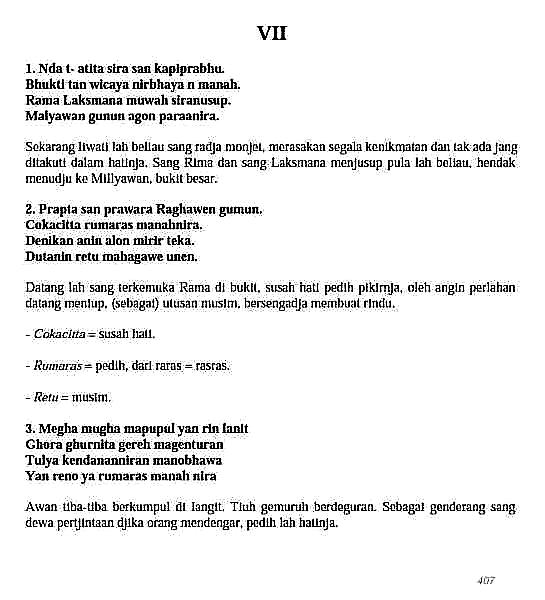 VII
1. Nda t- atita sira san kapiprabhu.
Bhukti tan wicaya nirbhaya n manah.
Rama Laksmana muwah siranusup.
Malyawan gunun agon paraanira.
Sekarang liwati lah beliau sang radja monjet, merasakan segala kenikmatan dan tak ada jang
ditakuti dalam hatinja. Sang Rama dan sang Laksmana menjusup pula lah beliau, hendak
menudju ke Millyawan, bukit besar.
2. Prapta san prawara Raghawen gumun.
Cokacitta rumaras manahnira.
Denikan anin alon mirir teka.
Dutanin retu mahagawe unen.
Datang lah sang terkemuka Rama di bukit, susah hati pedih pikirnja, oleh angin perlahan
datang meniup, (sebagai) utusan musim, bersengadja membuat rindu.
- Cokacitta = susah hati.
- Rumaras = pedih, dari raras = rasras.
- Retu = musim.
3. Megha mugha mapupul yan rin lanit
Ghora ghurnita gereh magenturan
Tulya kendananniran manobhawa
Yan reno ya rumaras manah nira
Awan tiba-tiba berkumpul di langit. Tiuh gemuruh berdeguran. Sebagai genderang sang
dewa pertjintaan djika orang mendengar, pedih lah hatinja.
407